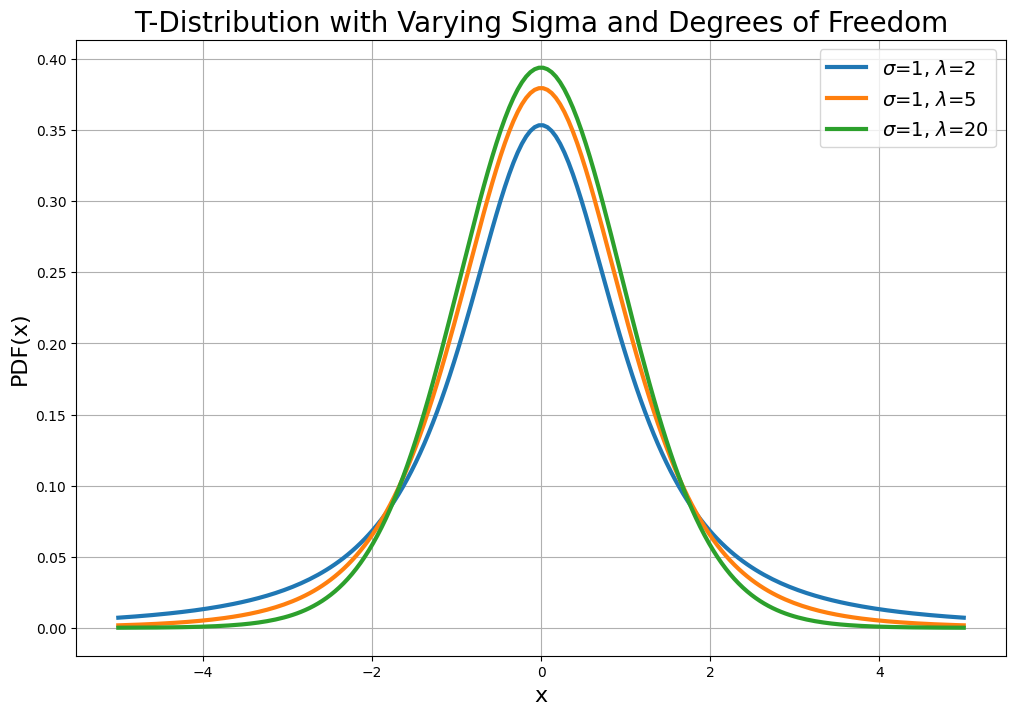 T-Distribution with Varying Sigma and Degrees of Freedom
σ=1, λ=2
σ=1, λ=5
σ=1, λ=20
PDF(x)
0.40
0.35
0.30
0.25
0.20
0.15
0.10
0.05
0.00
−4
−2
0
2
4
x